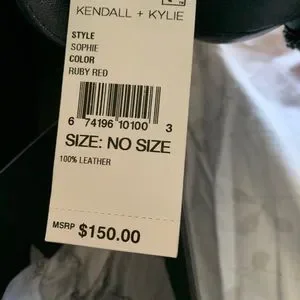 KENDALL + KYLIE
STYLE
SOPHIE
COLOR
RUBY RED
6 74196 10100 3
SIZE: NO SIZE
100% LEATHER
MSRP $150.00